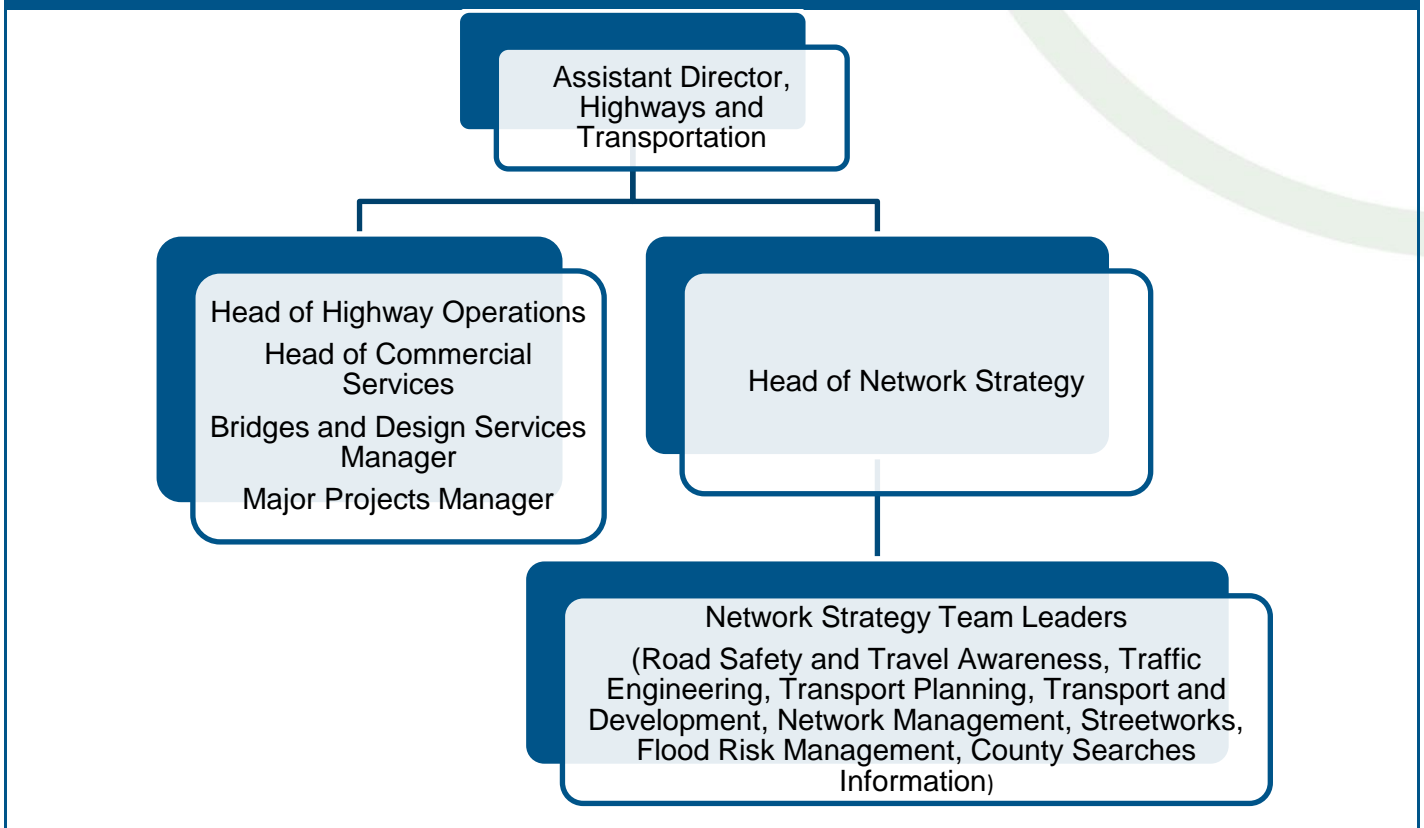 Assistant Director,
Highways and
Transportation
Head of Highway Operations
Head of Commercial
Services
Bridges and Design Services
Manager
Major Projects Manager
Head of Network Strategy
Network Strategy Team Leaders
(Road Safety and Travel Awareness, Traffic
Engineering, Transport Planning, Transport and
Development, Network Management, Streetworks,
Flood Risk Management, County Searches
Information)